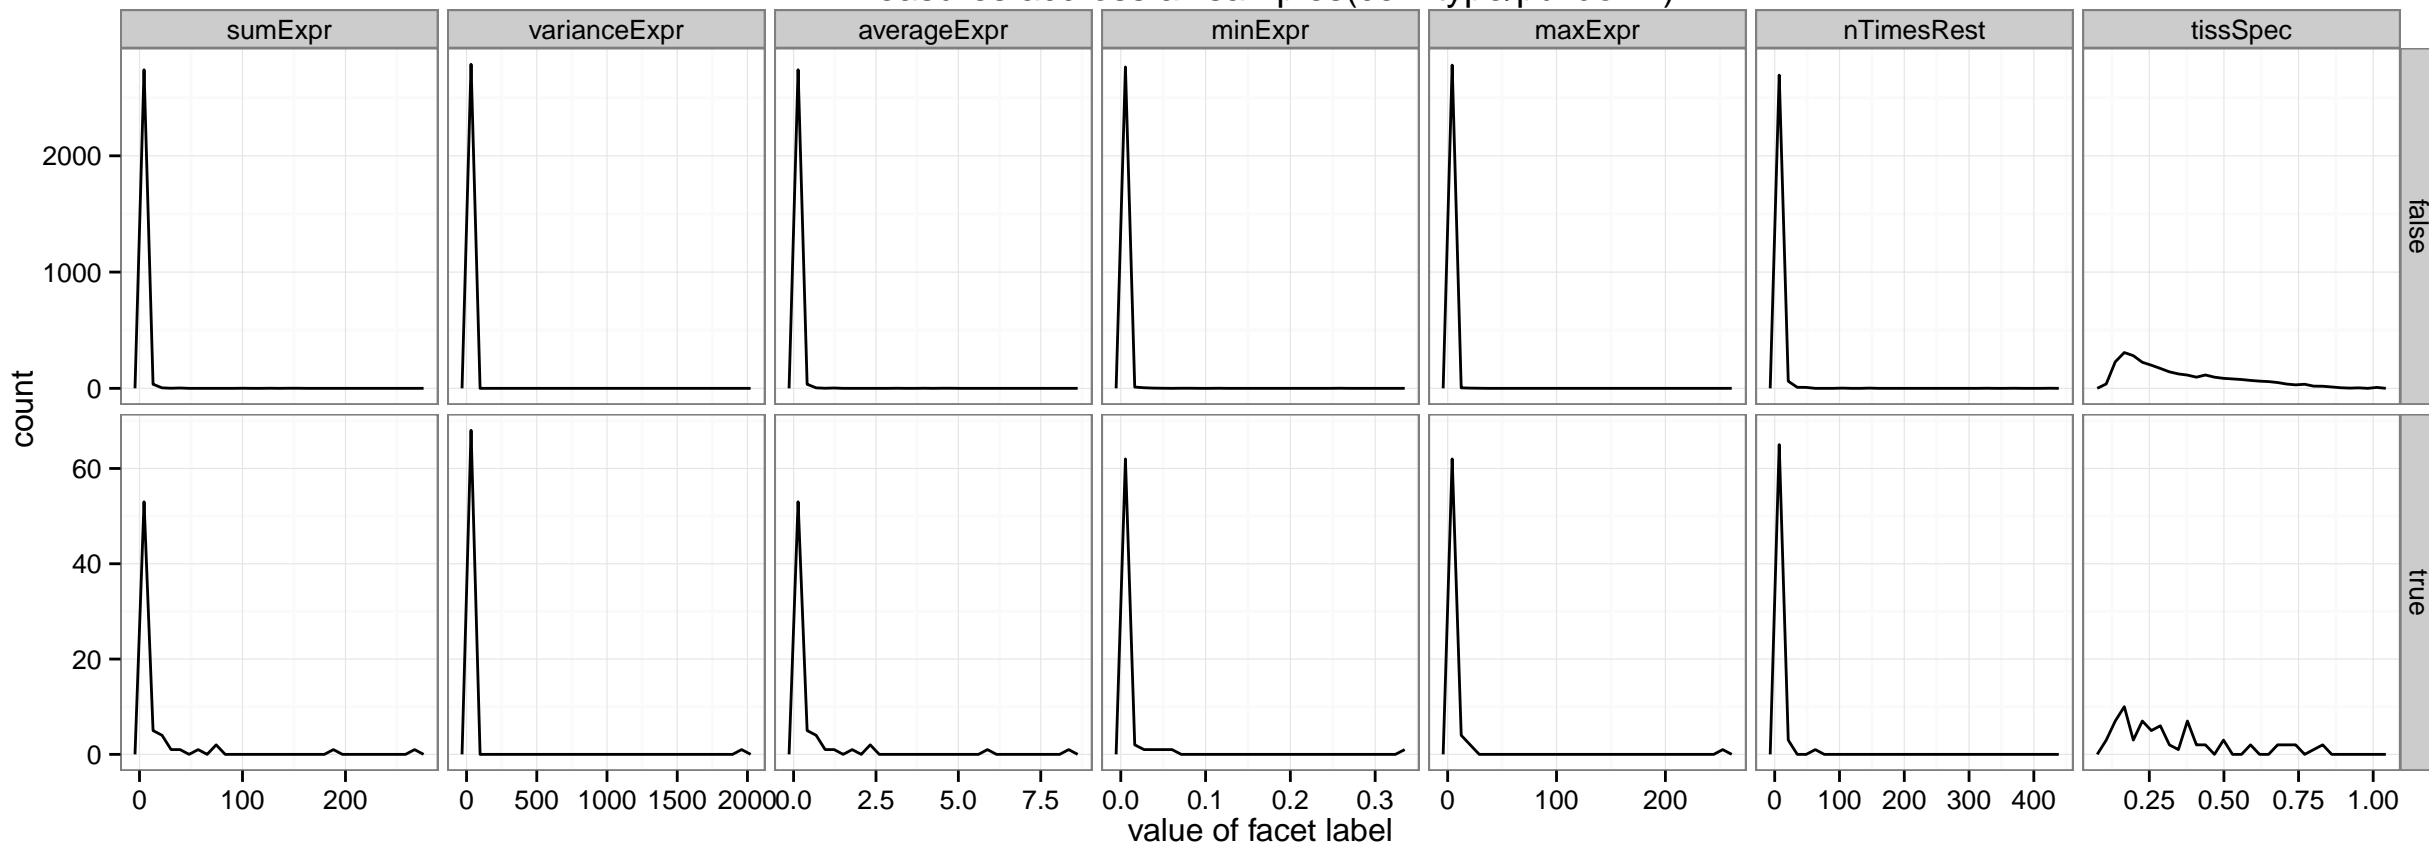 sumExpr varianceExpr averageExpr minExpr maxExpr nTimesRest tissSpec
2000
1000
0
false
count
60
40
20
0
true
0 100 200 0 500 1000 1500 2000 0.0 2.5 5.0 7.5 0.0 0.1 0.2 0.3 0 100 200 0 100 200 300 400 0.25 0.50 0.75 1.00
value of facet label